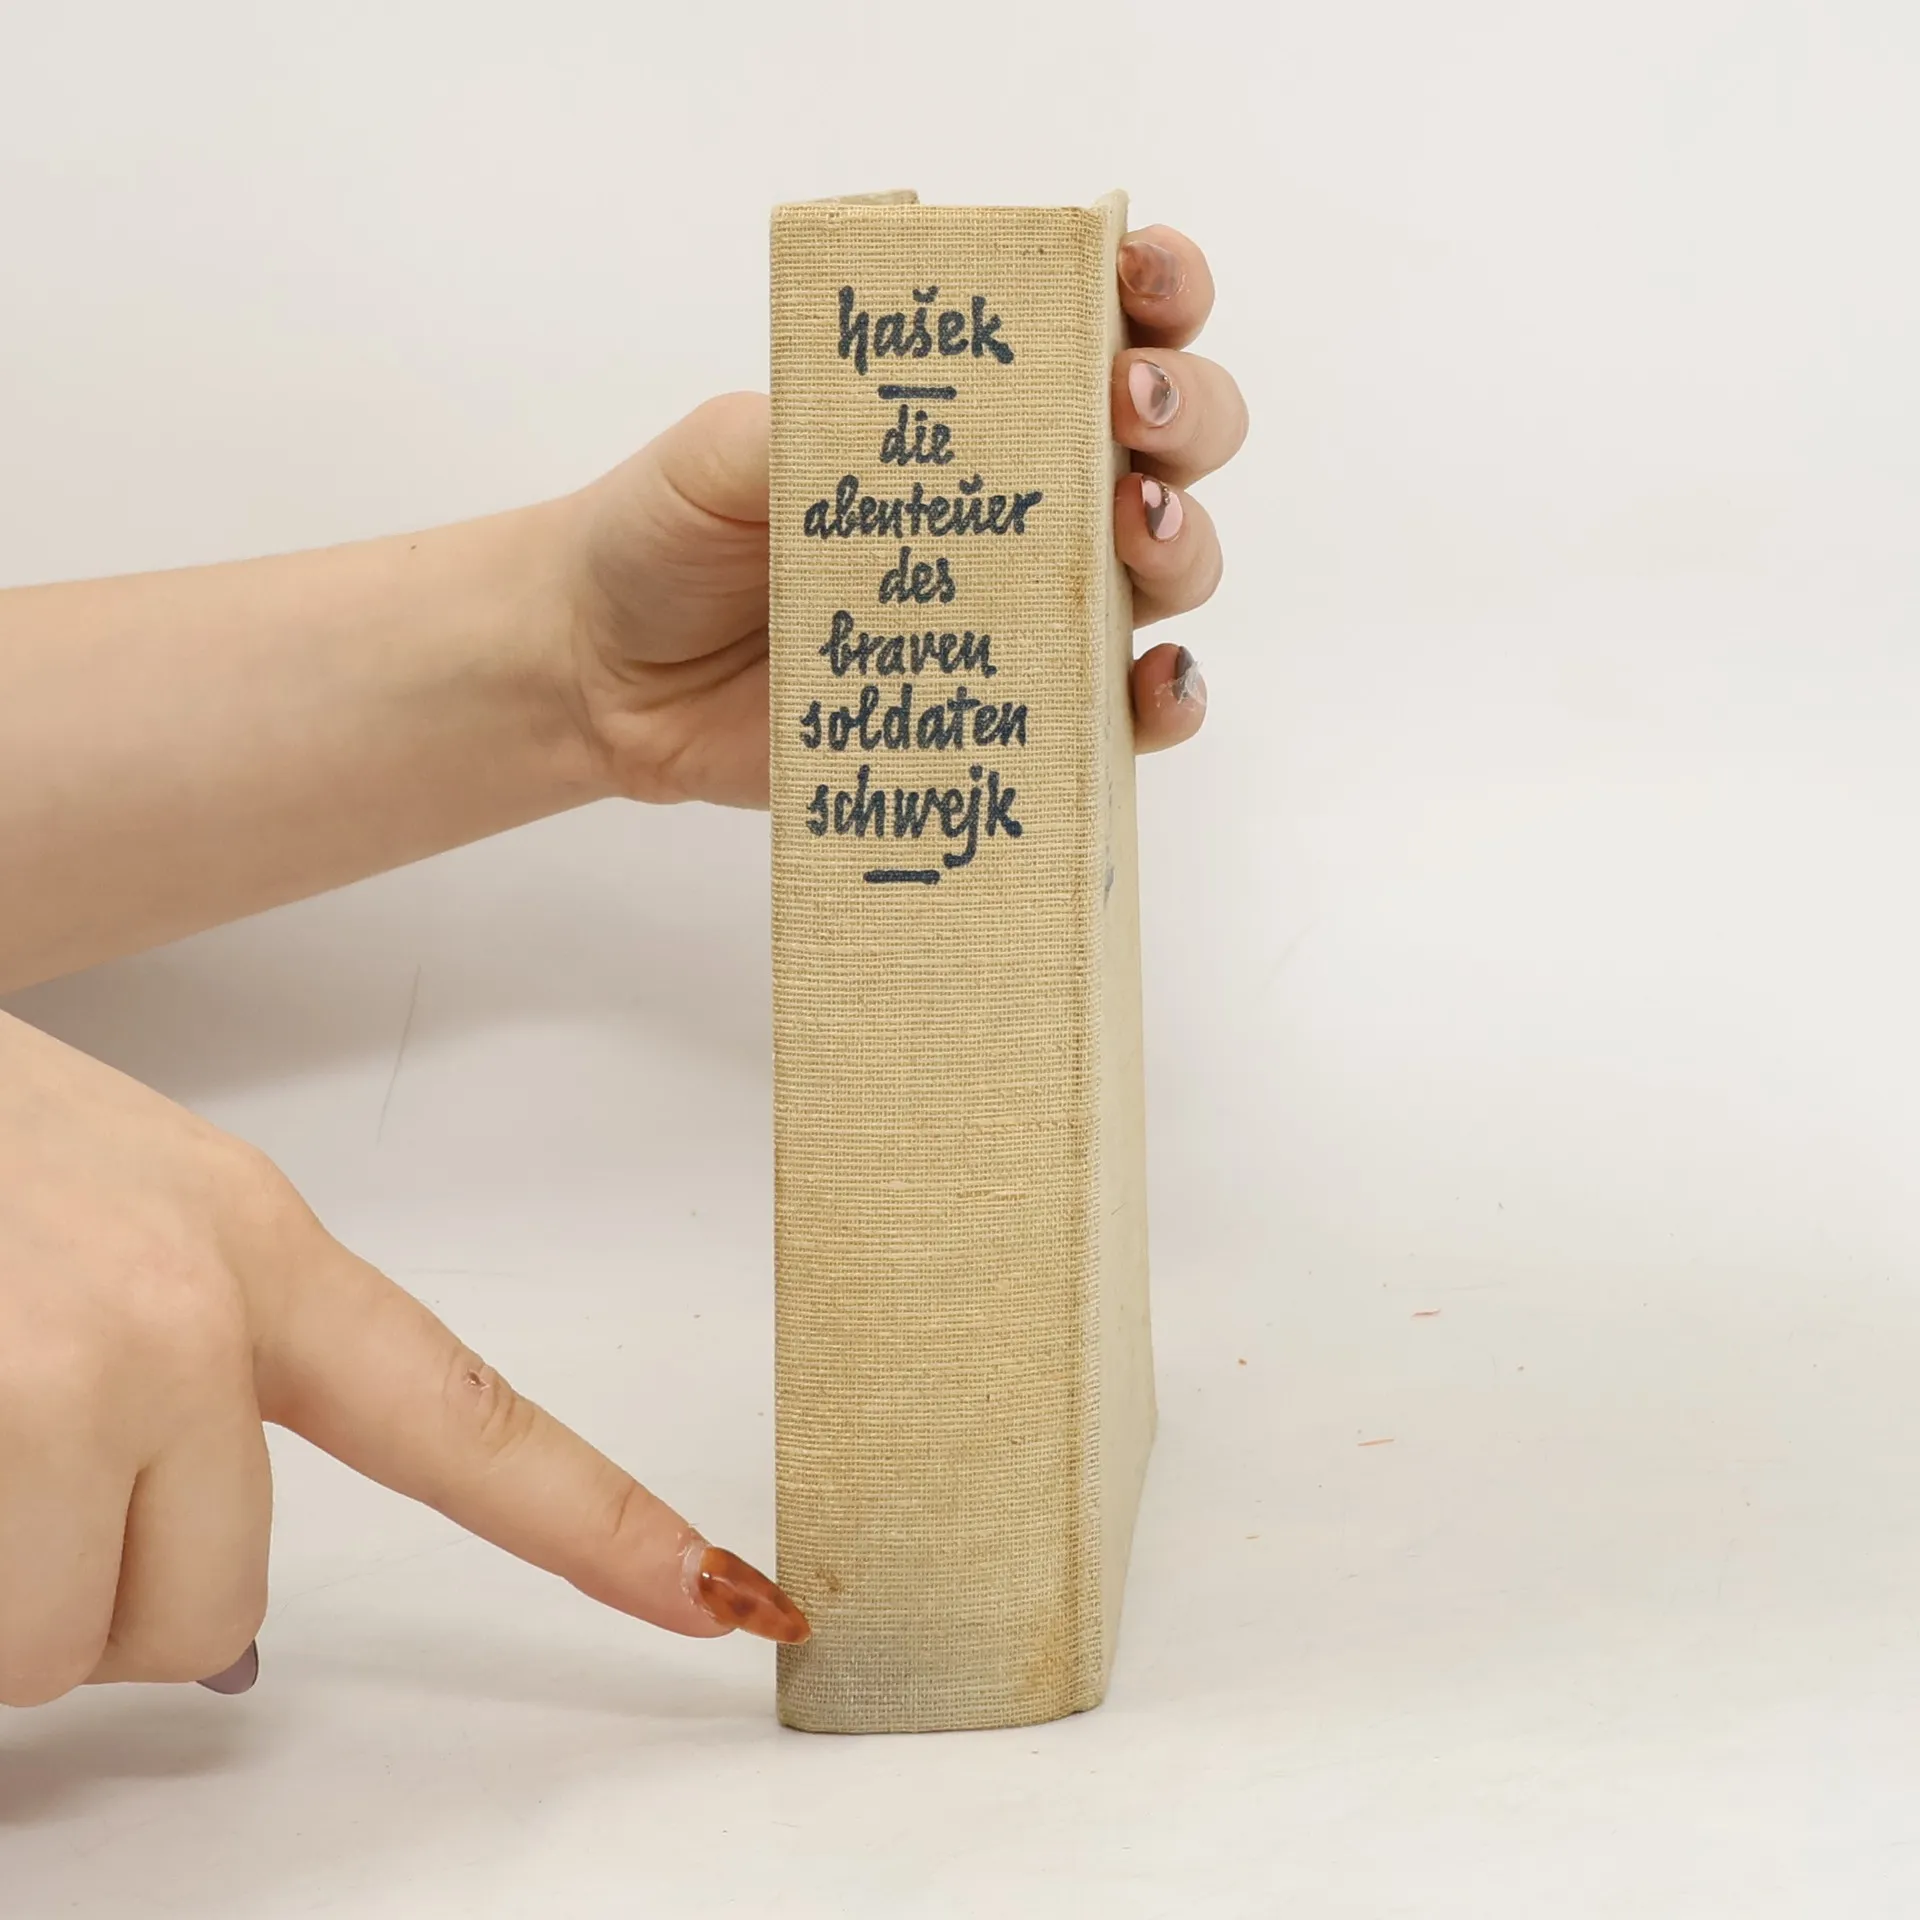 hašek
die
abenteuer
des
braven
soldaten
schwejk